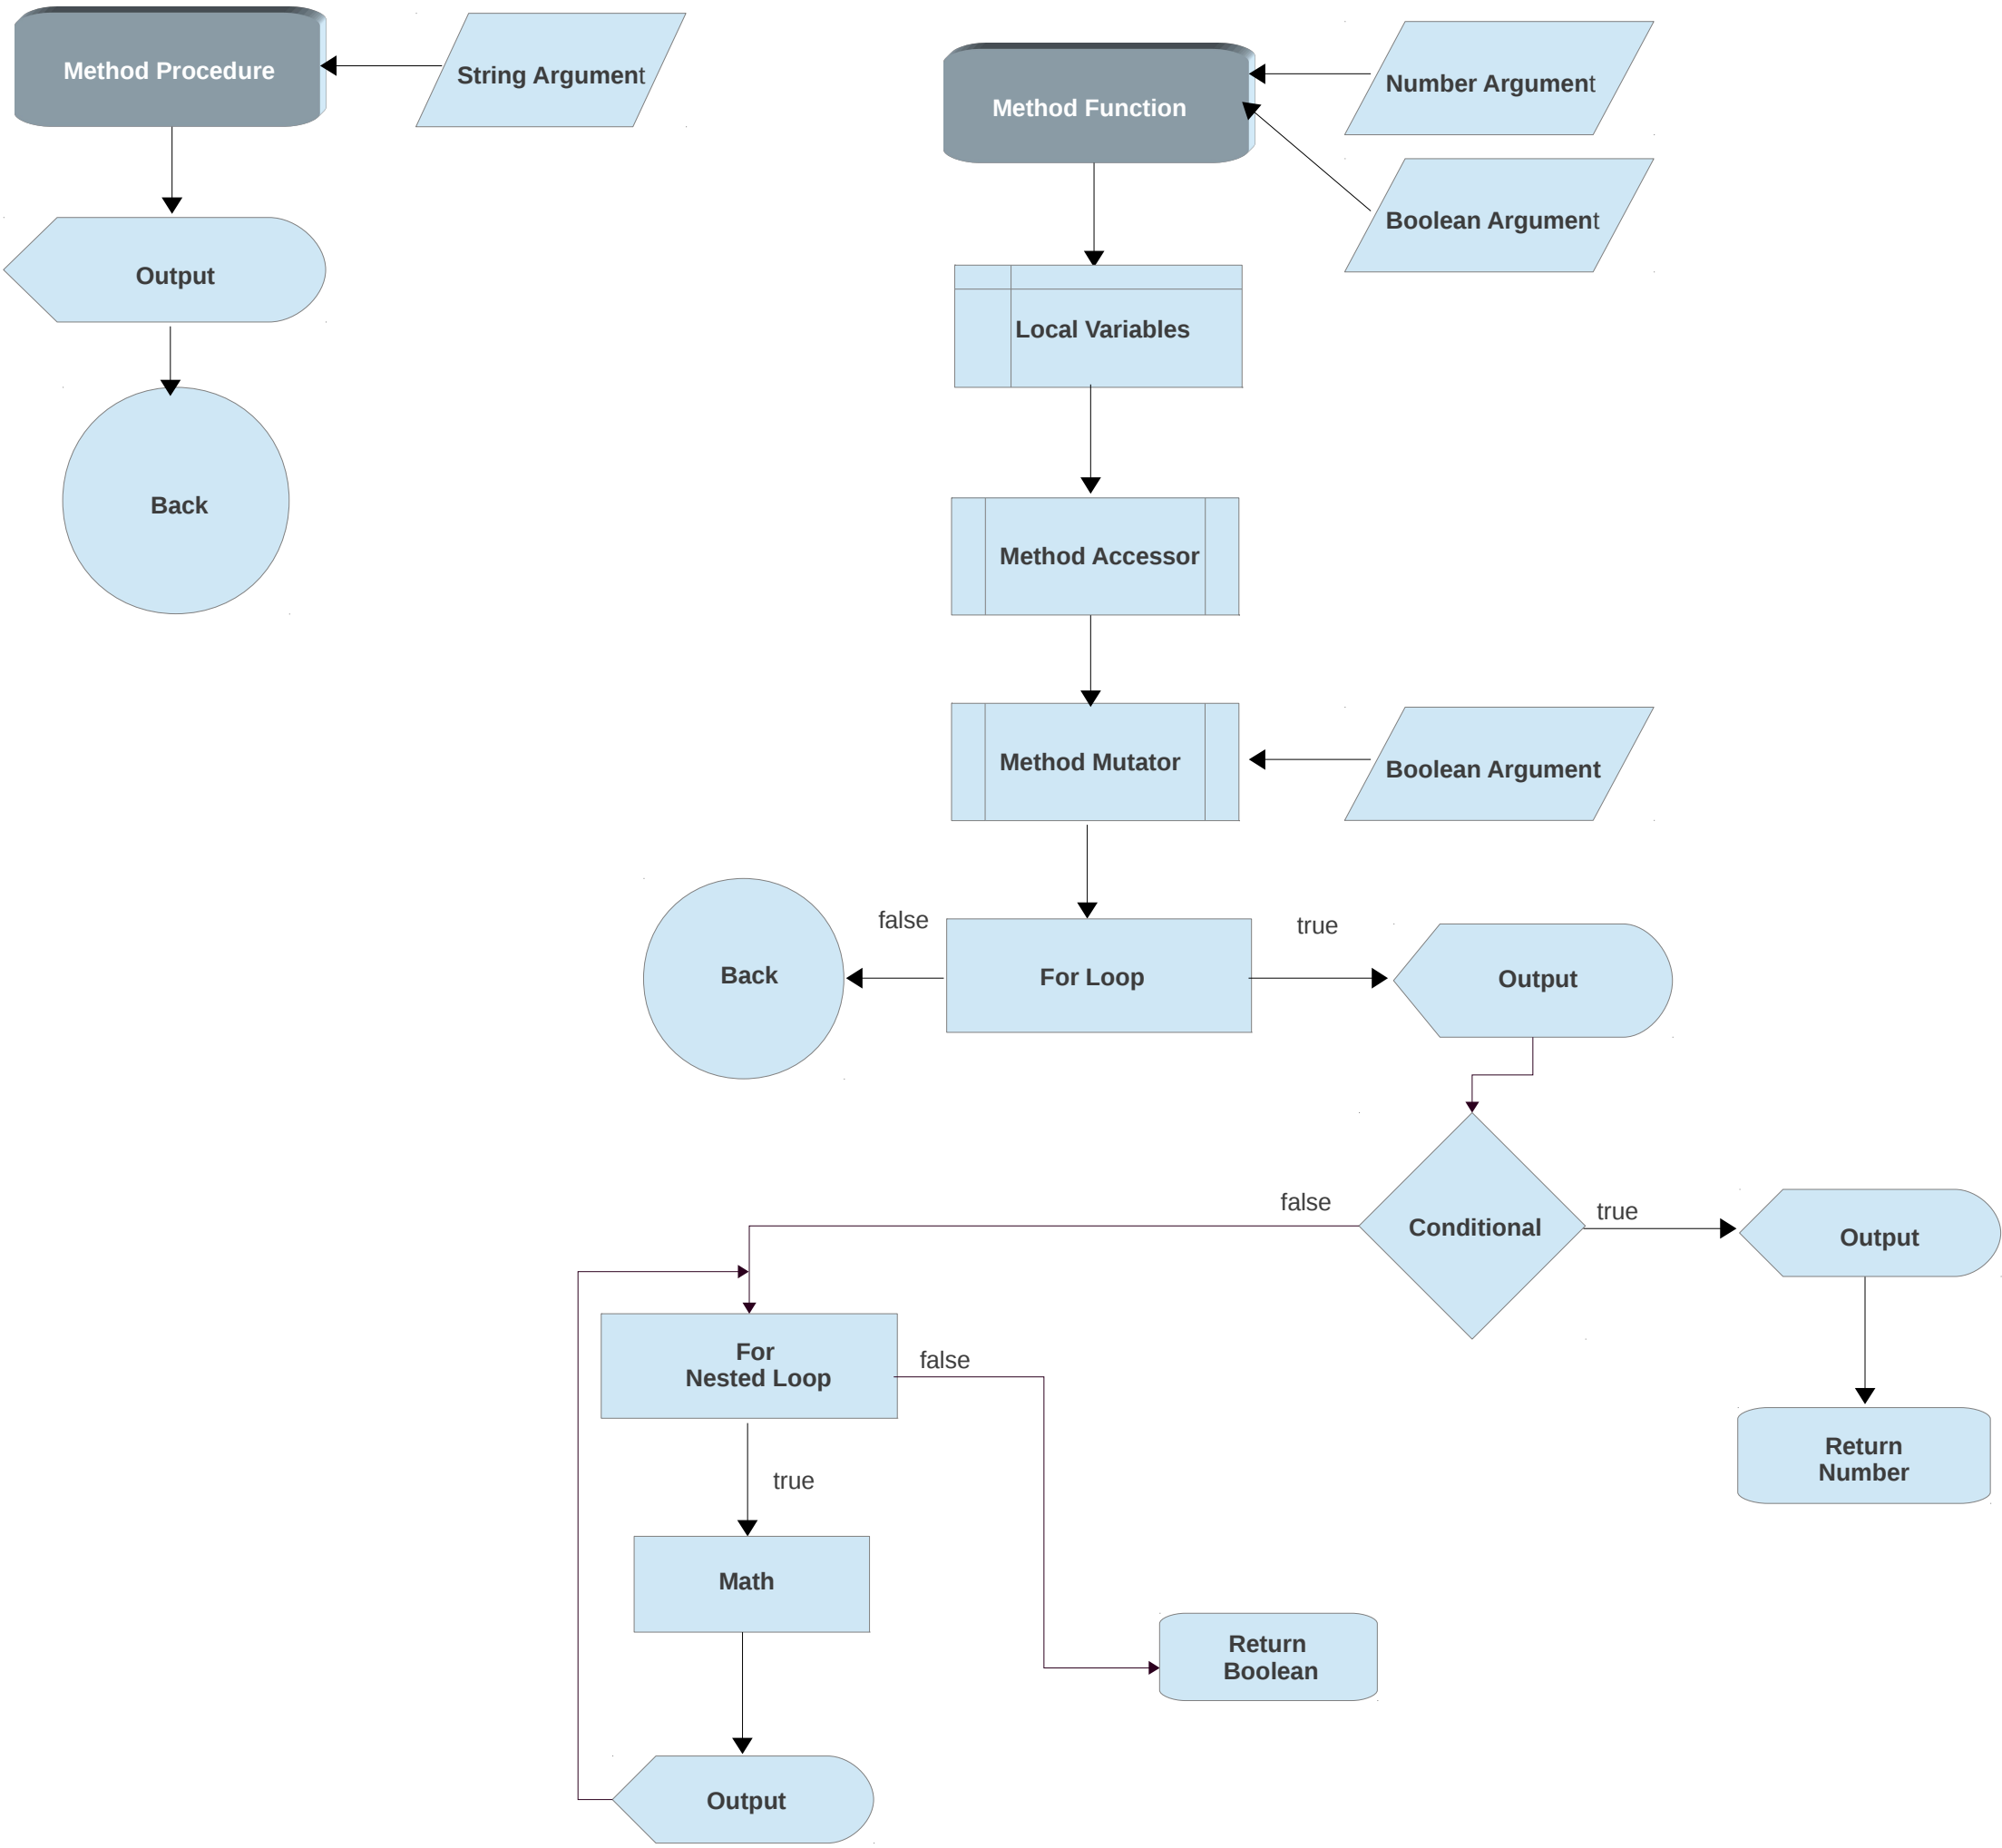 Method Procedure
String Argument
Output
Back
Method Function
Number Argument
Boolean Argument
Local Variables
Method Accessor
Method Mutator
Boolean Argument
false
true
Back
For Loop
Output
false
Conditional
true
Output
For
Nested Loop
false
true
Return
Number
Math
Return
Boolean
Output